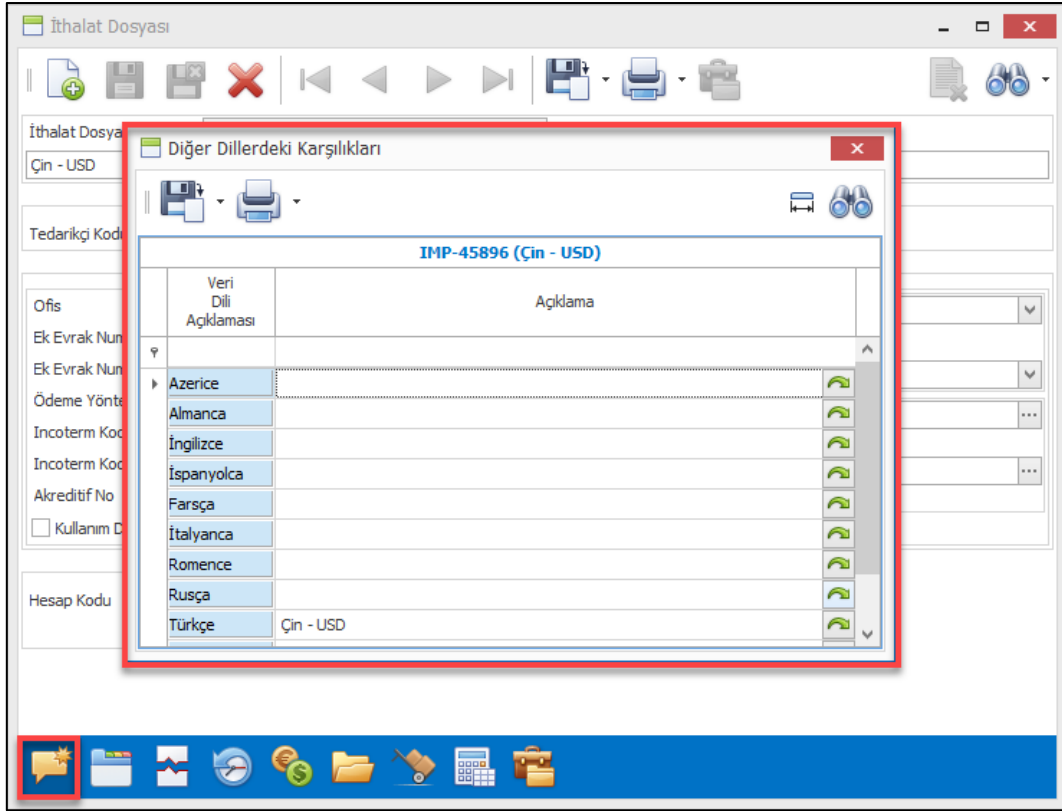 İthalat Dosyası
İthalat Dosya
Çin - USD
Tedarikçi Kodu
Ofis
Ek Evrak Num
Ek Evrak Num
Ödeme Yönte
Incoterm Kod
Incoterm Kod
Akreditif No
Kullanım D
Hesap Kodu
Diğer Dillerdeki Karşılıkları
IMP-45896 (Çin - USD)
Veri
Dili
Açıklaması
Açıklama
Azerice
Almanca
İngilizce
İspanyolca
Farsça
İtalyanca
Romence
Rusça
Türkçe Çin - USD